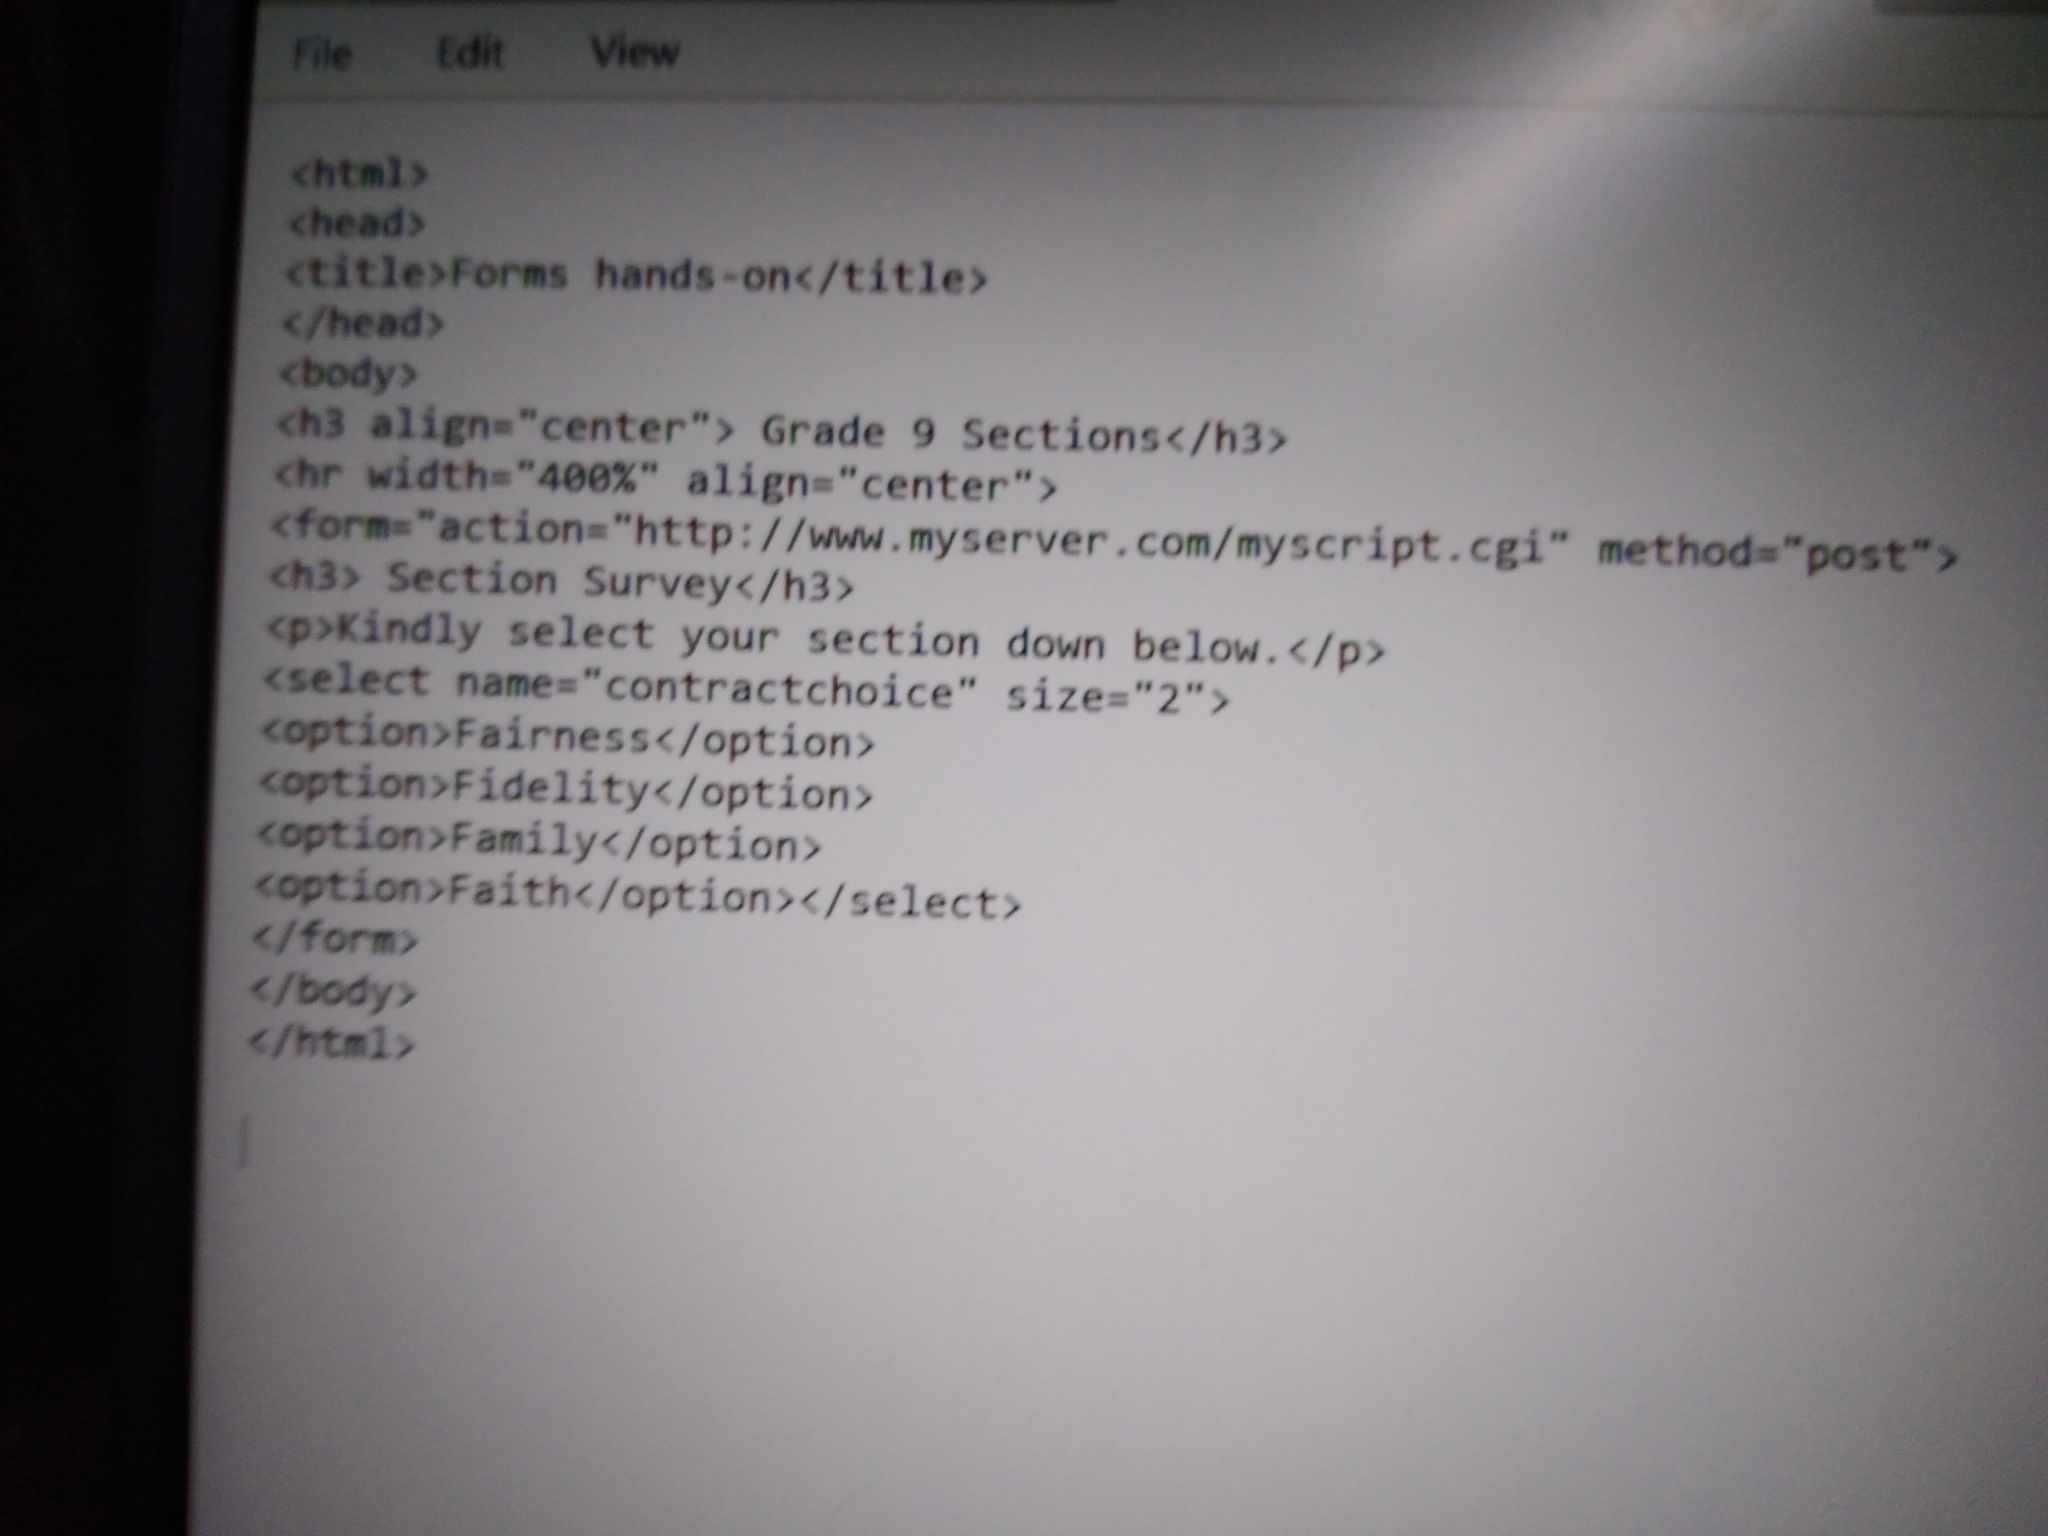 File Edit View
<html>
<head>
<title>Forms hands-on</title>
</head>
<body>
<h3 align="center"> Grade 9 Sections</h3>
<hr width="400%" align="center">
<form="action="http://www.myserver.com/myscript.cgi" method="post">
<h3> Section Survey</h3>
<p>Kindly select your section down below.</p>
<select name="contractchoice" size="2">
<option>Fairness</option>
<option>Fidelity</option>
<option>Family</option>
<option>Faith</option></select>
</form>
</body>
</html>